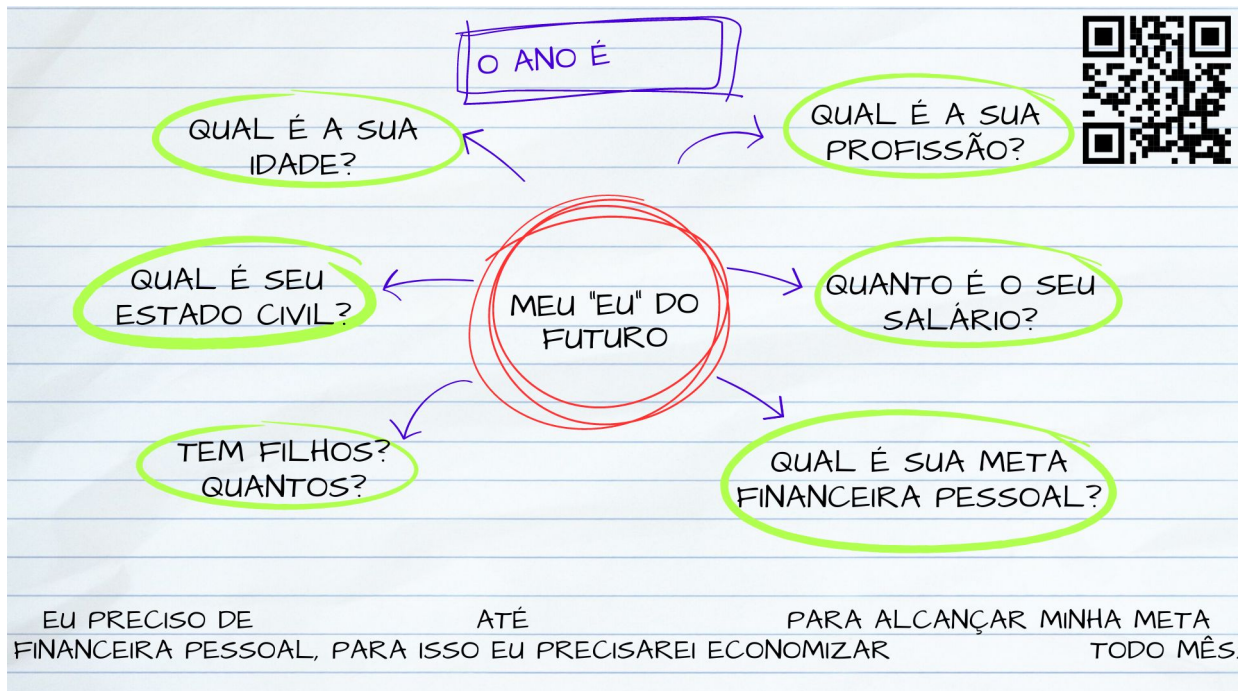 O ANO É
QUAL É A SUA
IDADE?
QUAL É A SUA
PROFISSÃO?
QUAL É SEU
ESTADO CIVIL?
MEU "EU" DO
FUTURO
QUANTO É O SEU
SALÁRIO?
TEM FILHOS?
QUANTOS?
QUAL É SUA META
FINANCEIRA PESSOAL?
EU PRECISO DE ATÉ PARA ALCANÇAR MINHA META
FINANCEIRA PESSOAL, PARA ISSO EU PRECISAREI ECONOMIZAR TODO MÊS.